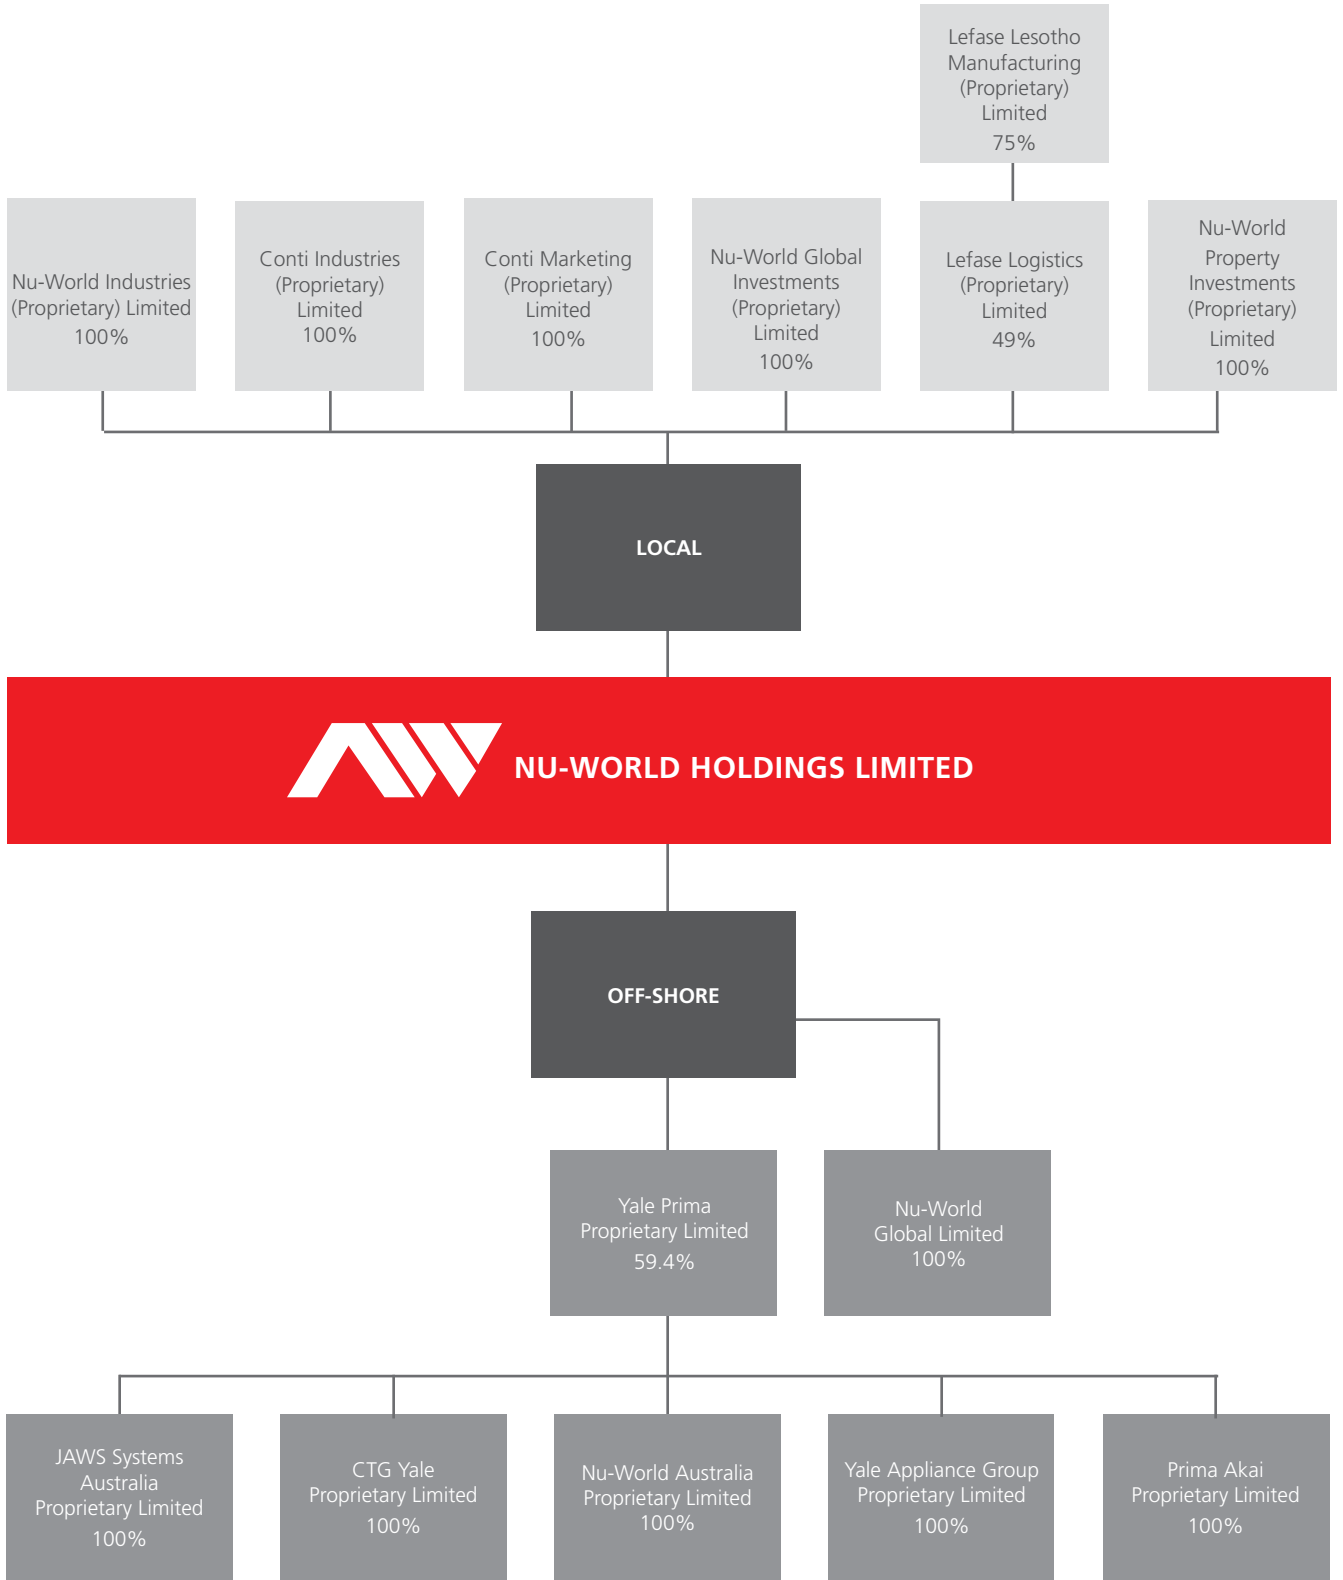 Lefase Lesotho
Manufacturing
(Proprietary)
Limited
75%
Nu-World Industries
(Proprietary) Limited
100%
Conti Industries
(Proprietary)
Limited
100%
Conti Marketing
(Proprietary)
Limited
100%
Nu-World Global
Investments
(Proprietary)
Limited
100%
Lefase Logistics
(Proprietary)
Limited
49%
Nu-World
Property
Investments
(Proprietary)
Limited
100%
LOCAL
NU-WORLD HOLDINGS LIMITED
OFF-SHORE
Yale Prima
Proprietary Limited
59.4%
Nu-World
Global Limited
100%
JAWS Systems
Australia
Proprietary Limited
100%
CTG Yale
Proprietary Limited
100%
Nu-World Australia
Proprietary Limited
100%
Yale Appliance Group
Proprietary Limited
100%
Prima Akai
Proprietary Limited
100%